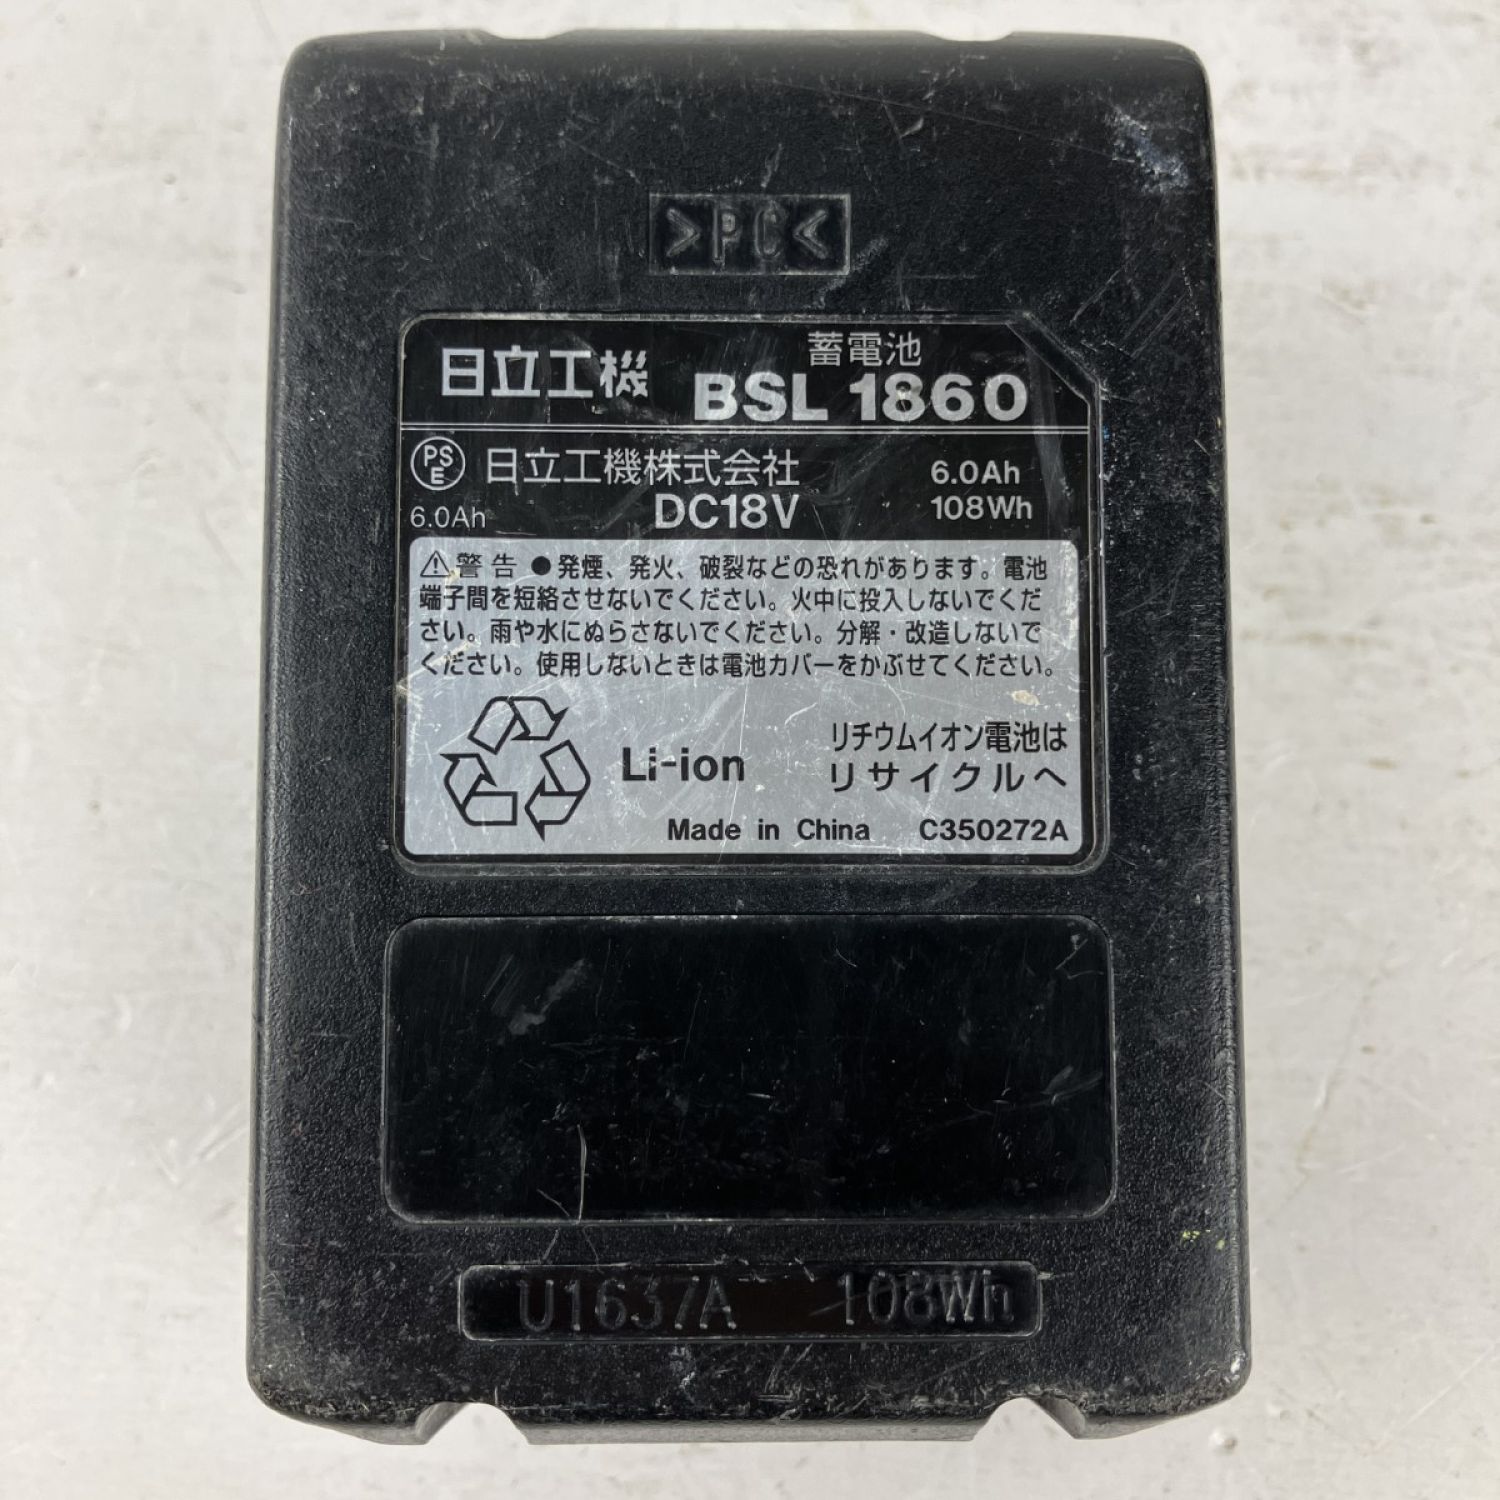 >PC<
日立工機
蓄電池
BSL 1860
PSE 日立工機株式会社 6.0Ah
6.0Ah DC18V 108Wh
⚠警告 ●発煙、発火、破裂などの恐れがあります。電池
端子間を短絡させないでください。火中に投入しないでくだ
さい。雨や水にぬらさないでください。分解・改造しないで
ください。使用しないときは電池カバーをかぶせてください。
リチウムイオン電池は
Li-ion リサイクルへ
Made in China C350272A
U1637A 108Wh